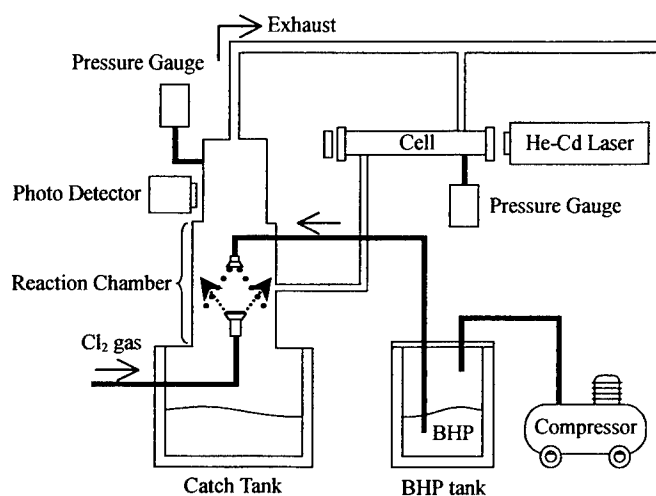 Exhaust
Pressure Gauge
Cell
He-Cd Laser
Photo Detector
Pressure Gauge
Reaction Chamber
Cl₂ gas
BHP
Compressor
Catch Tank
BHP tank